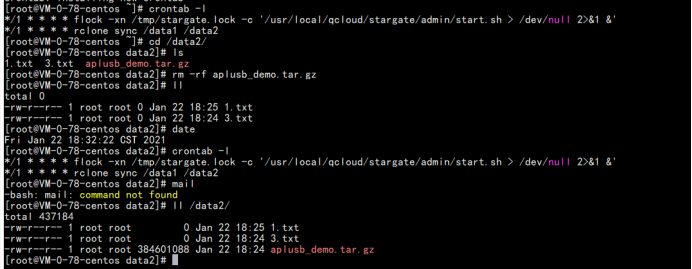 [root@VM-0-78-centos ~]# crontab -l
*/1 * * * * flock -xn /tmp/stargate.lock -c '/usr/local/qcloud/stargate/admin/start.sh > /dev/null 2>&1 &'
*/1 * * * * rclone sync /data1 /data2
[root@VM-0-78-centos ~]# cd /data2/
[root@VM-0-78-centos data2]# ls
1.txt 3.txt aplusb_demo.tar.gz
[root@VM-0-78-centos data2]# rm -rf aplusb_demo.tar.gz
[root@VM-0-78-centos data2]# ll
total 0
-rw-r--r-- 1 root root 0 Jan 22 18:25 1.txt
-rw-r--r-- 1 root root 0 Jan 22 18:24 3.txt
[root@VM-0-78-centos data2]# date
Fri Jan 22 18:32:22 CST 2021
[root@VM-0-78-centos data2]# crontab -l
*/1 * * * * flock -xn /tmp/stargate.lock -c '/usr/local/qcloud/stargate/admin/start.sh > /dev/null 2>&1 &'
*/1 * * * * rclone sync /data1 /data2
[root@VM-0-78-centos data2]# mail
-bash: mail: command not found
[root@VM-0-78-centos data2]# ll /data2/
total 437184
-rw-r--r-- 1 root root 0 Jan 22 18:25 1.txt
-rw-r--r-- 1 root root 0 Jan 22 18:24 3.txt
-rw-r--r-- 1 root root 384601088 Jan 22 18:24 aplusb_demo.tar.gz
[root@VM-0-78-centos data2]#